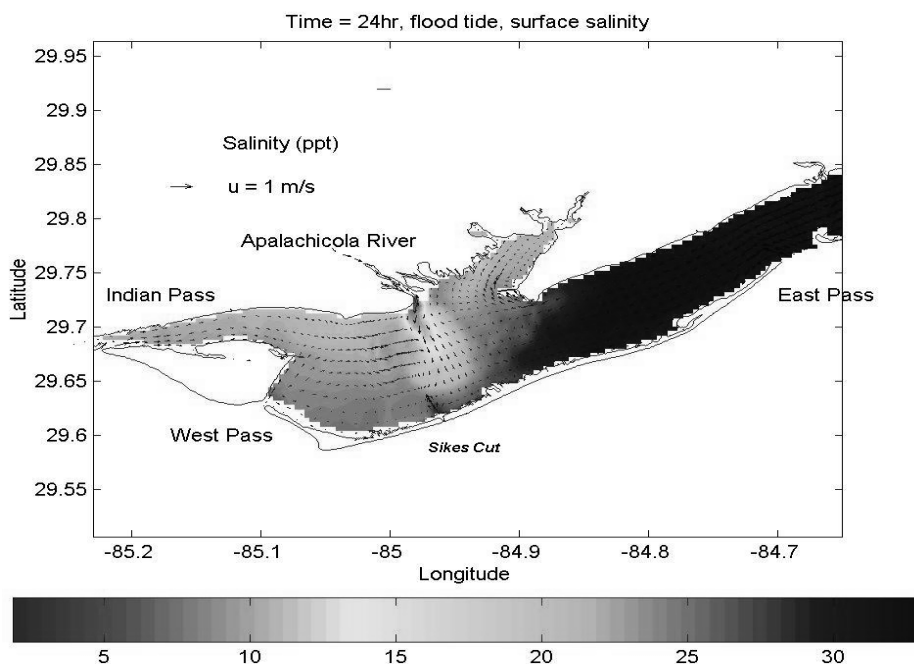 Time = 24hr, flood tide, surface salinity
29.95
29.9
29.85
29.8
29.75
29.7
29.65
29.6
29.55
Latitude
Salinity (ppt)
u = 1 m/s
Apalachicola River
Indian Pass
East Pass
West Pass
Sikes Cut
-85.2 -85.1 -85 -84.9 -84.8 -84.7
Longitude
5 10 15 20 25 30